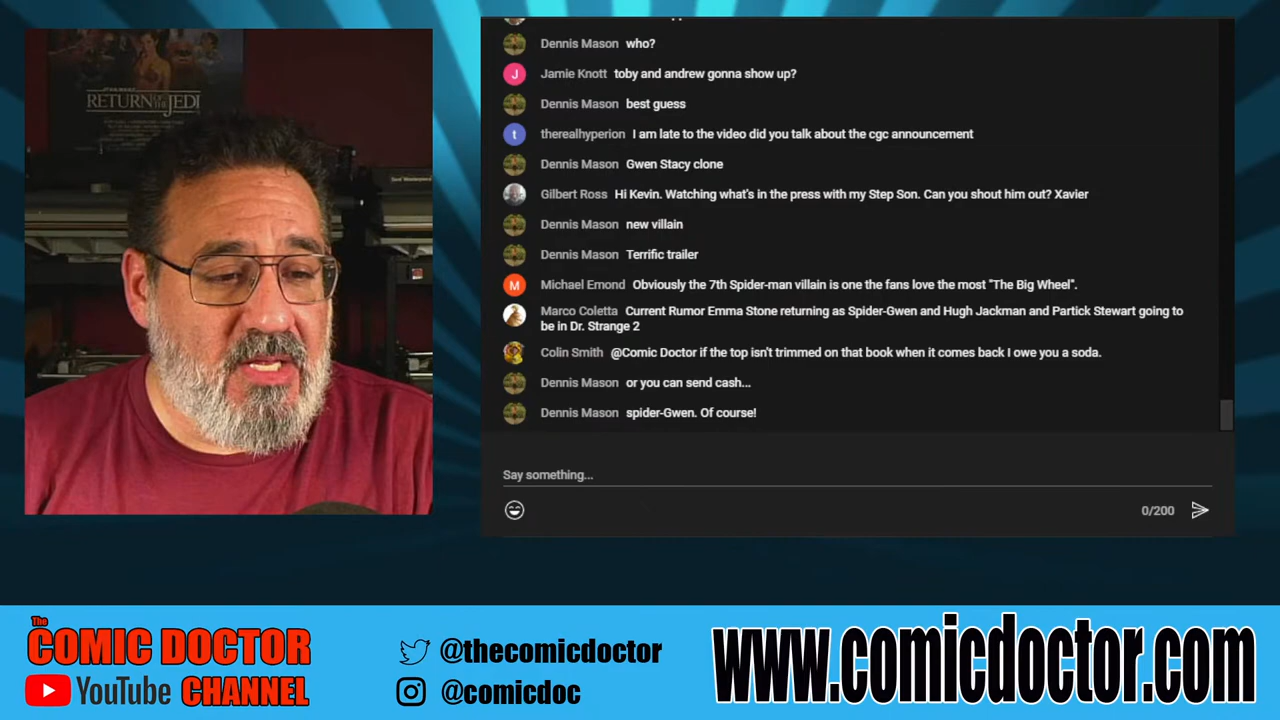 STAR WARS
RETURN OF THE
JEDI
Dennis Mason who?
J Jamie Knott toby and andrew gonna show up?
Dennis Mason best guess
t therealhyperion I am late to the video did you talk about the cgc announcement
Dennis Mason Gwen Stacy clone
Gilbert Ross Hi Kevin. Watching what's in the press with my Step Son. Can you shout him out? Xavier
Dennis Mason new villain
Dennis Mason Terrific trailer
M Michael Emond Obviously the 7th Spider-man villain is one the fans love the most "The Big Wheel".
Marco Coletta Current Rumor Emma Stone returning as Spider-Gwen and Hugh Jackman and Partick Stewart going to
be in Dr. Strange 2
Colin Smith @Comic Doctor if the top isn't trimmed on that book when it comes back I owe you a soda.
Dennis Mason or you can send cash...
Dennis Mason spider-Gwen. Of course!
Say something...
0/200
The
COMIC DOCTOR
YouTube CHANNEL
@thecomicdoctor
@comicdoc
www.comicdoctor.com